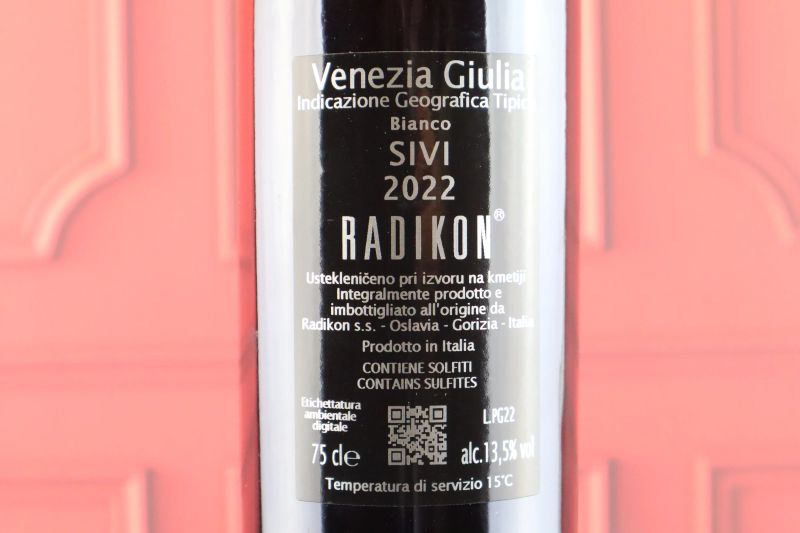 Venezia Giulia
Indicazione Geografica Tipica
Bianco
SIVI
2022
RADIKON®
Ustekleničeno pri izvoru na kmetiji
Integralmente prodotto e
imbottigliato all'origine da
Radikon s.s. - Oslavia - Gorizia - Italia
Prodotto in Italia
CONTIENE SOLFITI
CONTAINS SULFITES
Etichettatura
ambientale
digitale
L.PG22
75 cl℮
alc.13,5% vol
Temperatura di servizio 15°C